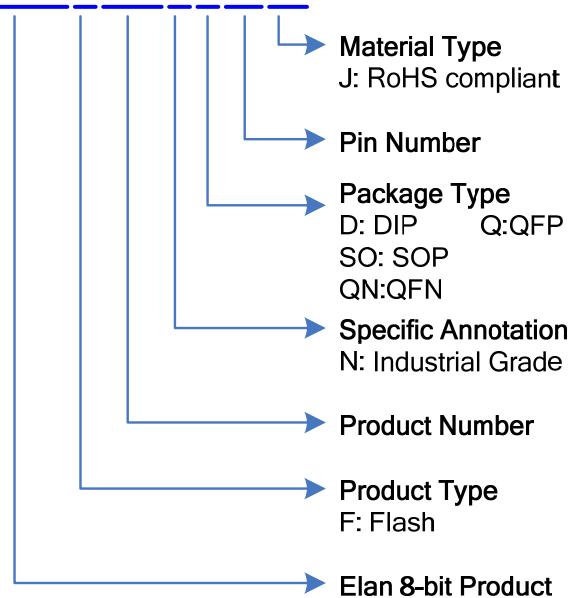 Material Type
J: RoHS compliant
Pin Number
Package Type
D: DIP Q:QFP
SO: SOP
QN:QFN
Specific Annotation
N: Industrial Grade
Product Number
Product Type
F: Flash
Elan 8-bit Product